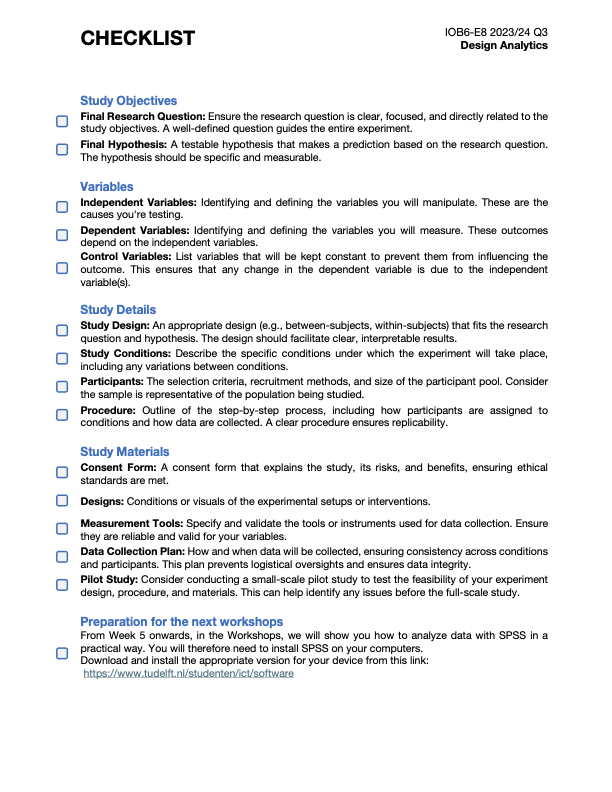 CHECKLIST
IOB6-E8 2023/24 Q3
Design Analytics
Study Objectives
Final Research Question: Ensure the research question is clear, focused, and directly related to the
study objectives. A well-defined question guides the entire experiment.
Final Hypothesis: A testable hypothesis that makes a prediction based on the research question.
The hypothesis should be specific and measurable.
Variables
Independent Variables: Identifying and defining the variables you will manipulate. These are the
causes you're testing.
Dependent Variables: Identifying and defining the variables you will measure. These outcomes
depend on the independent variables.
Control Variables: List variables that will be kept constant to prevent them from influencing the
outcome. This ensures that any change in the dependent variable is due to the independent
variable(s).
Study Details
Study Design: An appropriate design (e.g., between-subjects, within-subjects) that fits the research
question and hypothesis. The design should facilitate clear, interpretable results.
Study Conditions: Describe the specific conditions under which the experiment will take place,
including any variations between conditions.
Participants: The selection criteria, recruitment methods, and size of the participant pool. Consider
the sample is representative of the population being studied.
Procedure: Outline of the step-by-step process, including how participants are assigned to
conditions and how data are collected. A clear procedure ensures replicability.
Study Materials
Consent Form: A consent form that explains the study, its risks, and benefits, ensuring ethical
standards are met.
Designs: Conditions or visuals of the experimental setups or interventions.
Measurement Tools: Specify and validate the tools or instruments used for data collection. Ensure
they are reliable and valid for your variables.
Data Collection Plan: How and when data will be collected, ensuring consistency across conditions
and participants. This plan prevents logistical oversights and ensures data integrity.
Pilot Study: Consider conducting a small-scale pilot study to test the feasibility of your experiment
design, procedure, and materials. This can help identify any issues before the full-scale study.
Preparation for the next workshops
From Week 5 onwards, in the Workshops, we will show you how to analyze data with SPSS in a
practical way. You will therefore need to install SPSS on your computers.
Download and install the appropriate version for your device from this link:
https://www.tudelft.nl/studenten/ict/software